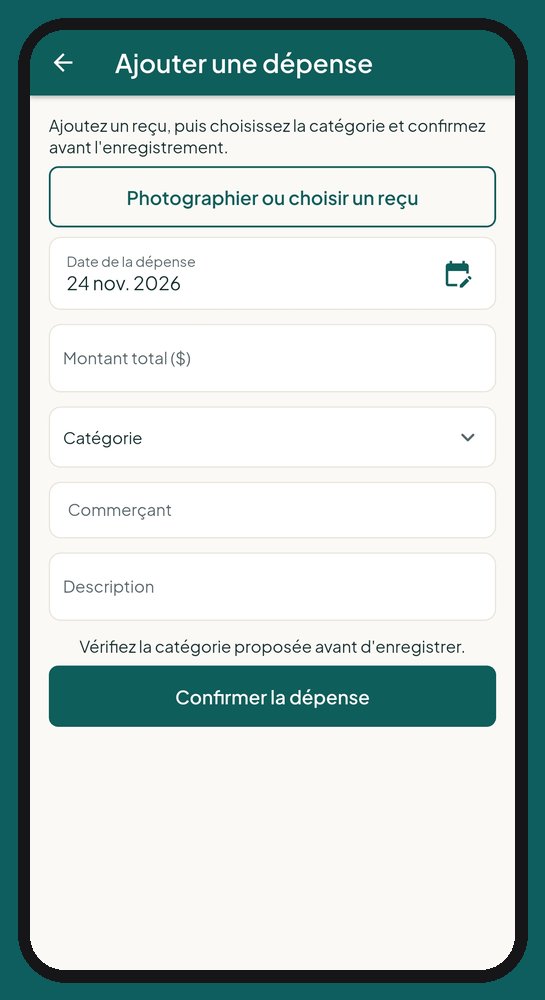 Ajouter une dépense
Ajoutez un reçu, puis choisissez la catégorie et confirmez
avant l'enregistrement.
Photographier ou choisir un reçu
Date de la dépense
24 nov. 2026
Montant total ($)
Catégorie
Commerçant
Description
Vérifiez la catégorie proposée avant d'enregistrer.
Confirmer la dépense